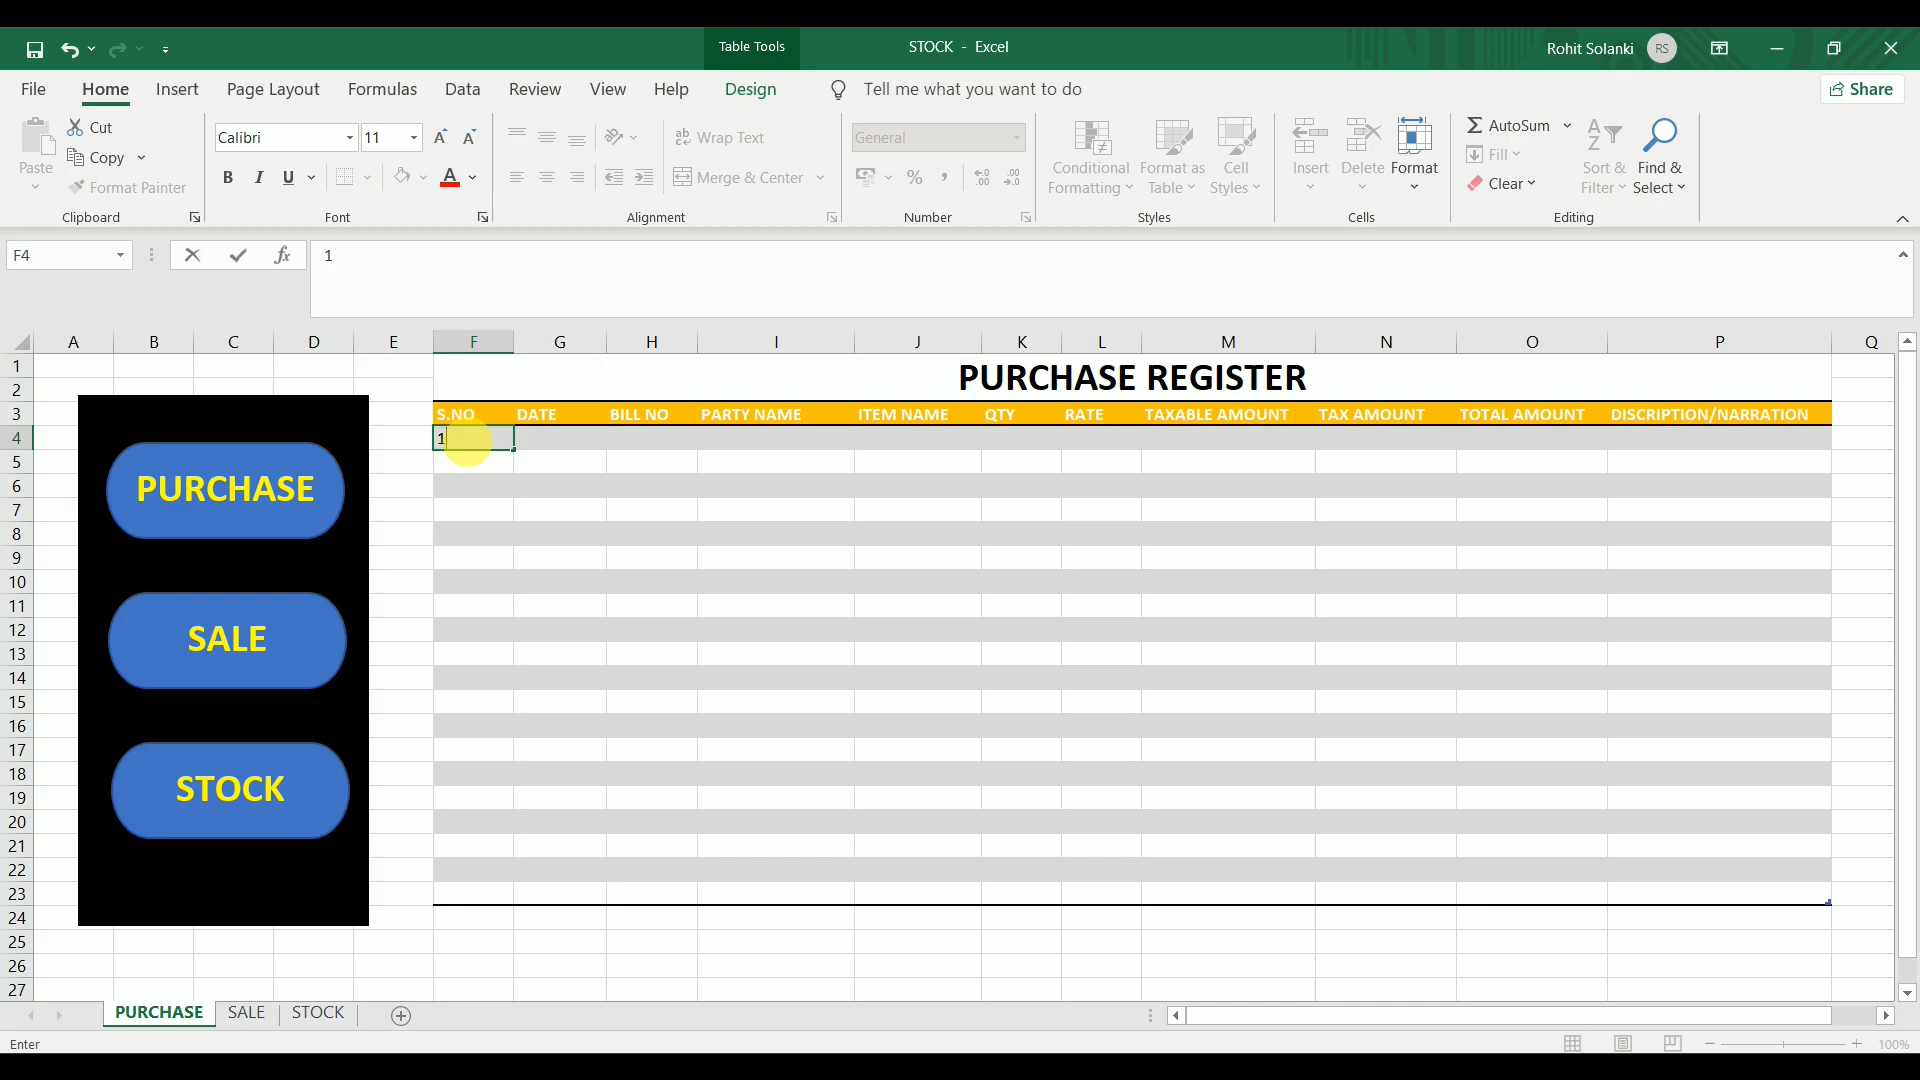 Table Tools
STOCK - Excel
Rohit Solanki RS
File Home Insert Page Layout Formulas Data Review View Help Design Tell me what you want to do Share
Paste Cut
Copy
Format Painter
Clipboard
Calibri 11 A A
B I U A
Font
ab Wrap Text
Merge & Center
Alignment
General
% , .00 .00
Number
Conditional Formatting Format as Table Cell Styles
Styles
Insert Delete Format
Cells
AutoSum
Fill
Clear
Sort & Filter Find & Select
Editing
F4 fx 1
A B C D E F G H I J K L M N O P Q
1
2 PURCHASE REGISTER
3 S.NO DATE BILL NO PARTY NAME ITEM NAME QTY RATE TAXABLE AMOUNT TAX AMOUNT TOTAL AMOUNT DISCRIPTION/NARRATION
4 1
5
6 PURCHASE
7
8
9
10
11
12 SALE
13
14
15
16
17
18 STOCK
19
20
21
22
23
24
25
26
27
PURCHASE SALE STOCK
Enter 100%